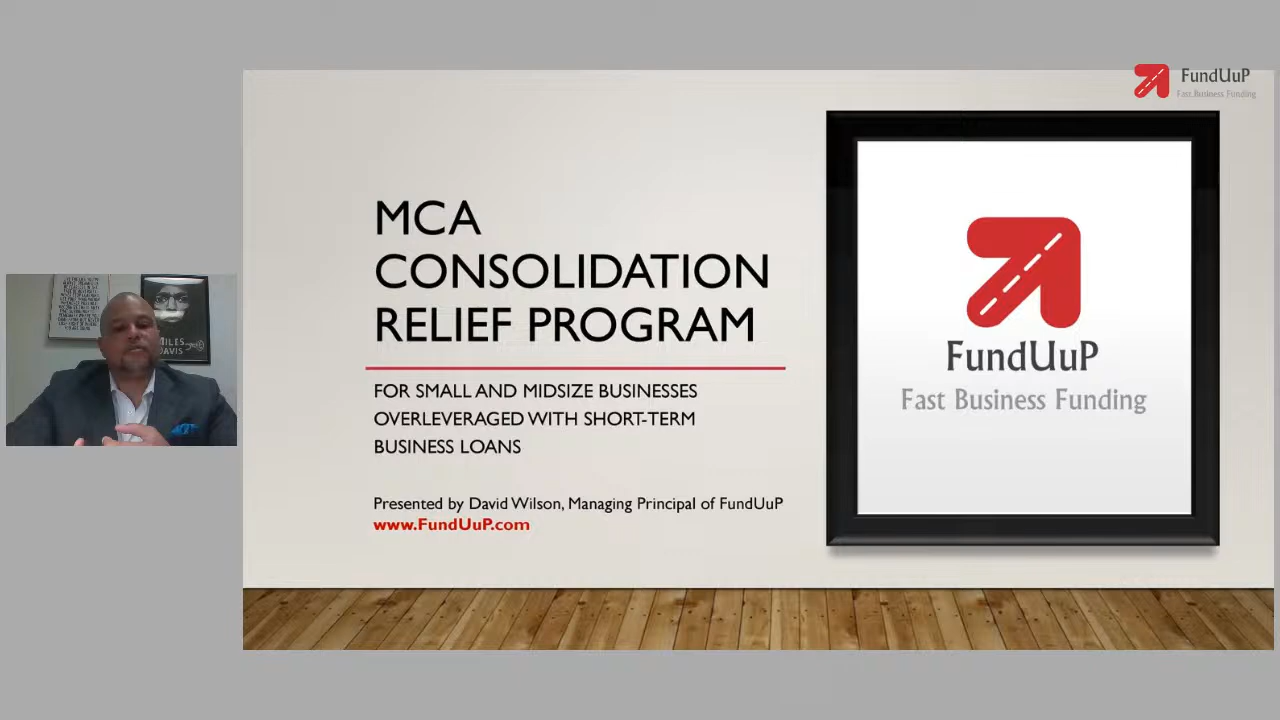 FundUuP
Fast Business Funding
MCA
CONSOLIDATION
RELIEF PROGRAM
FOR SMALL AND MIDSIZE BUSINESSES
OVERLEVERAGED WITH SHORT-TERM
BUSINESS LOANS
Presented by David Wilson, Managing Principal of FundUuP
www.FundUuP.com
FundUuP
Fast Business Funding
MILES
DAVIS